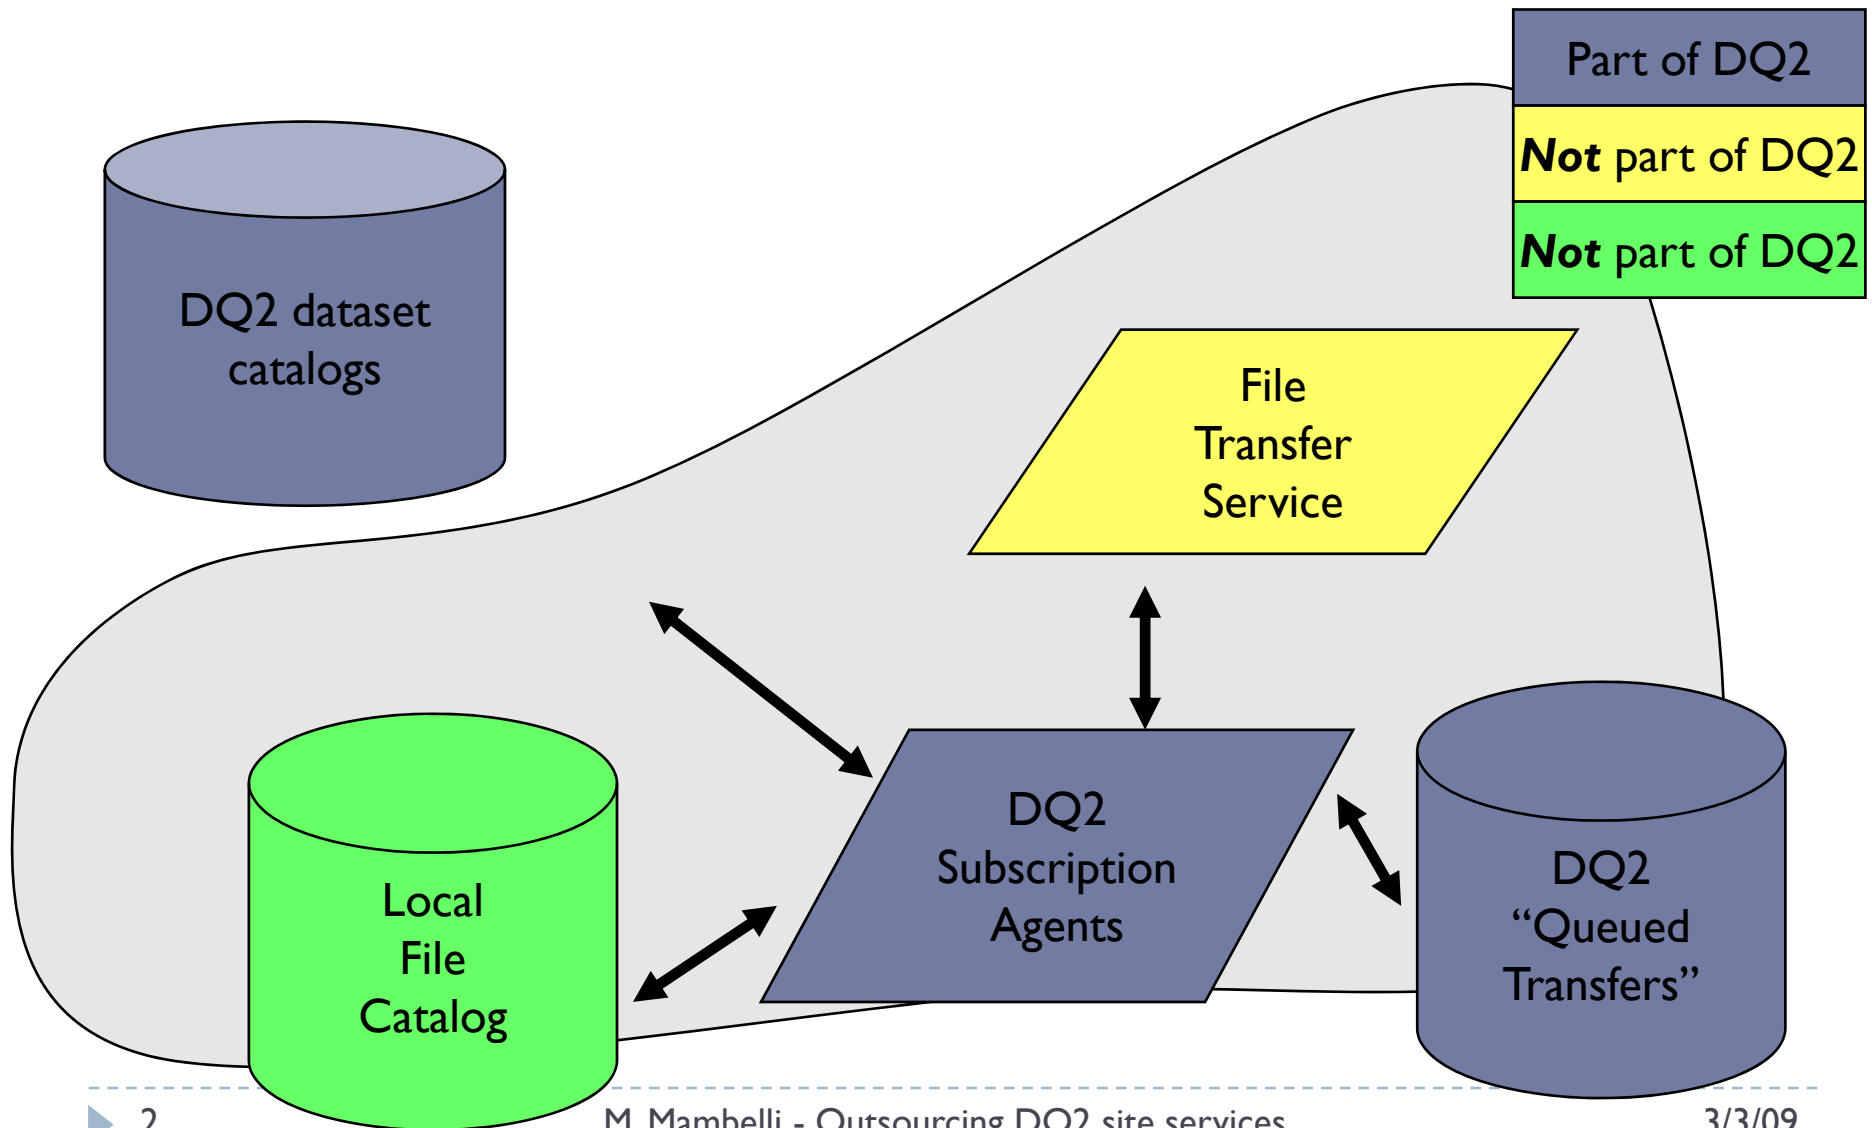 Part of DQ2
Not part of DQ2
Not part of DQ2
DQ2 dataset
catalogs
File
Transfer
Service
DQ2
Subscription
Agents
Local
File
Catalog
DQ2
“Queued
Transfers”
2
M. Mambelli - Outsourcing DQ2 site services
3/3/09